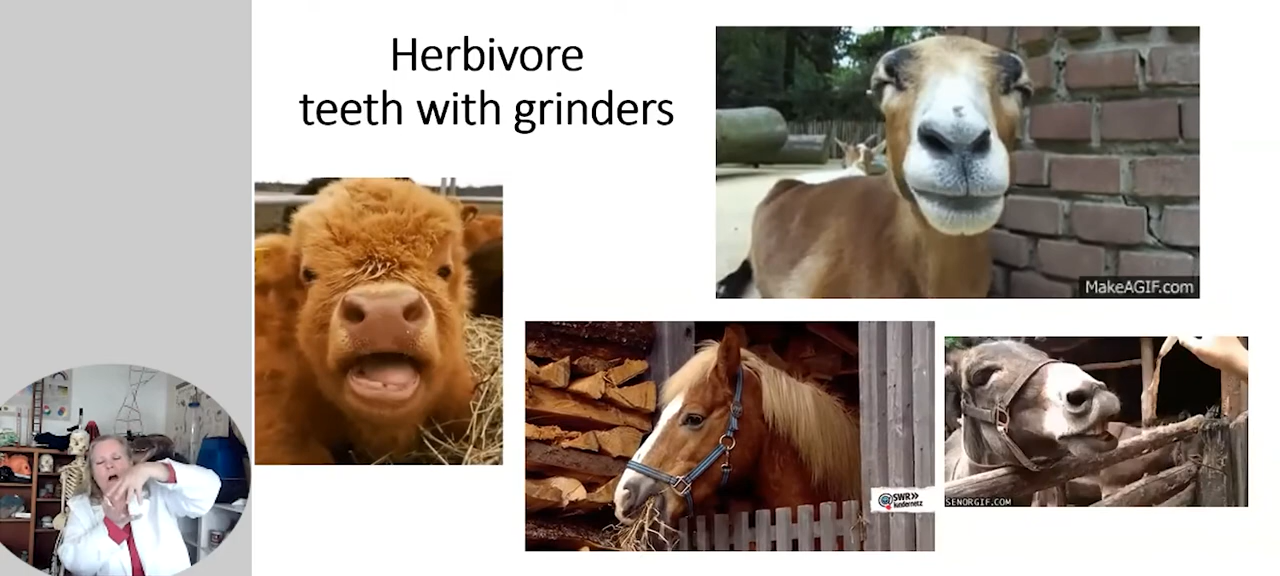 Herbivore
teeth with grinders
MakeAGIF.com
SWR»
kindernetz
SENORGIF.COM